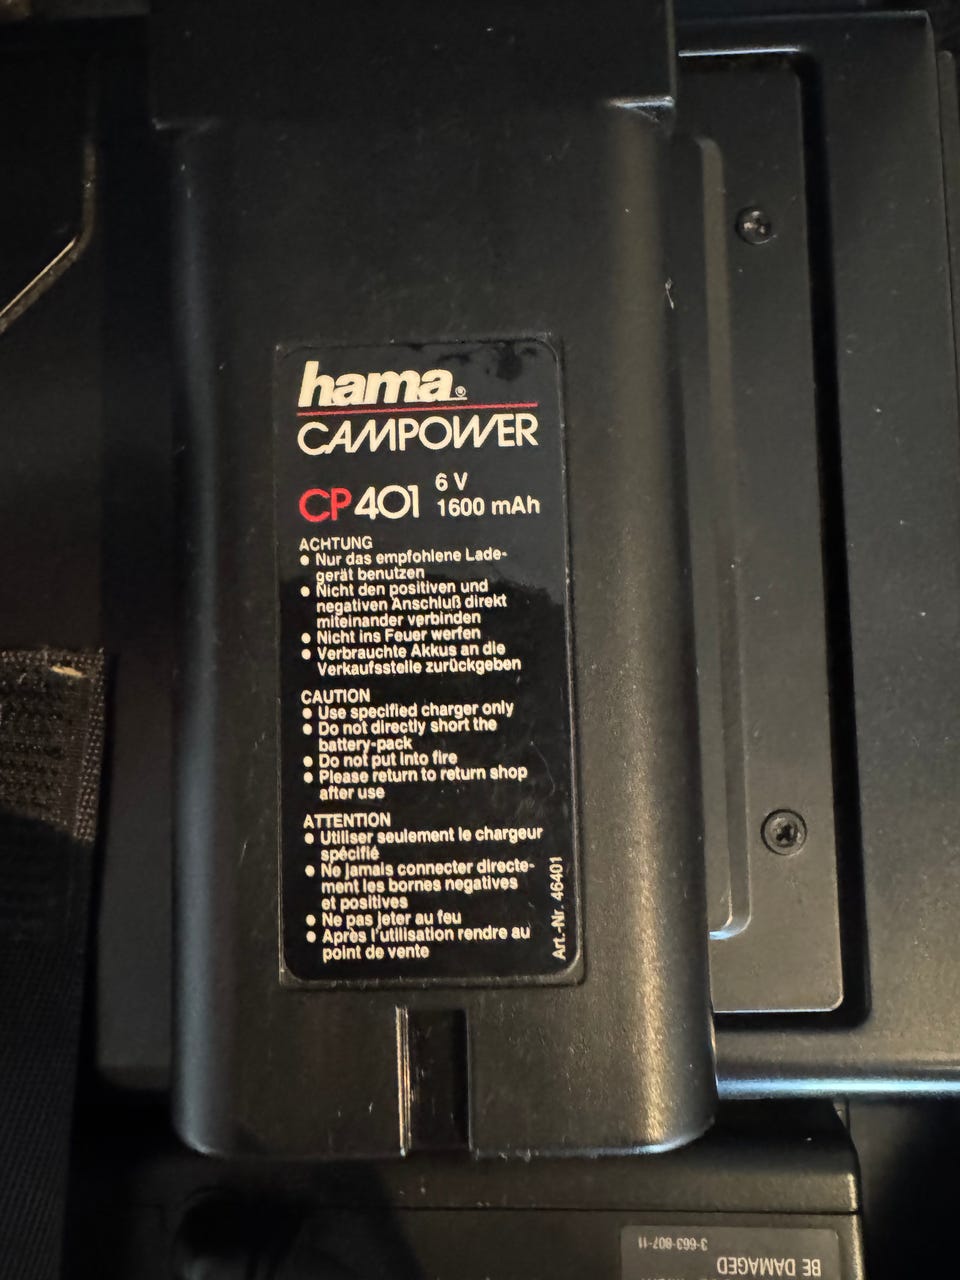 hama®
CAMPOWER
CP401 6 V
1600 mAh
ACHTUNG
● Nur das empfohlene Lade-
gerät benutzen
● Nicht den positiven und
negativen Anschluß direkt
miteinander verbinden
● Nicht ins Feuer werfen
● Verbrauchte Akkus an die
Verkaufsstelle zurückgeben
CAUTION
● Use specified charger only
● Do not directly short the
battery-pack
● Do not put into fire
● Please return to return shop
after use
ATTENTION
● Utiliser seulement le chargeur
spécifié
● Ne jamais connecter directe-
ment les bornes negatives
et positives
● Ne pas jeter au feu
● Après l'utilisation rendre au
point de vente
Art.-Nr. 46401
BE DAMAGED
3-663-807-11